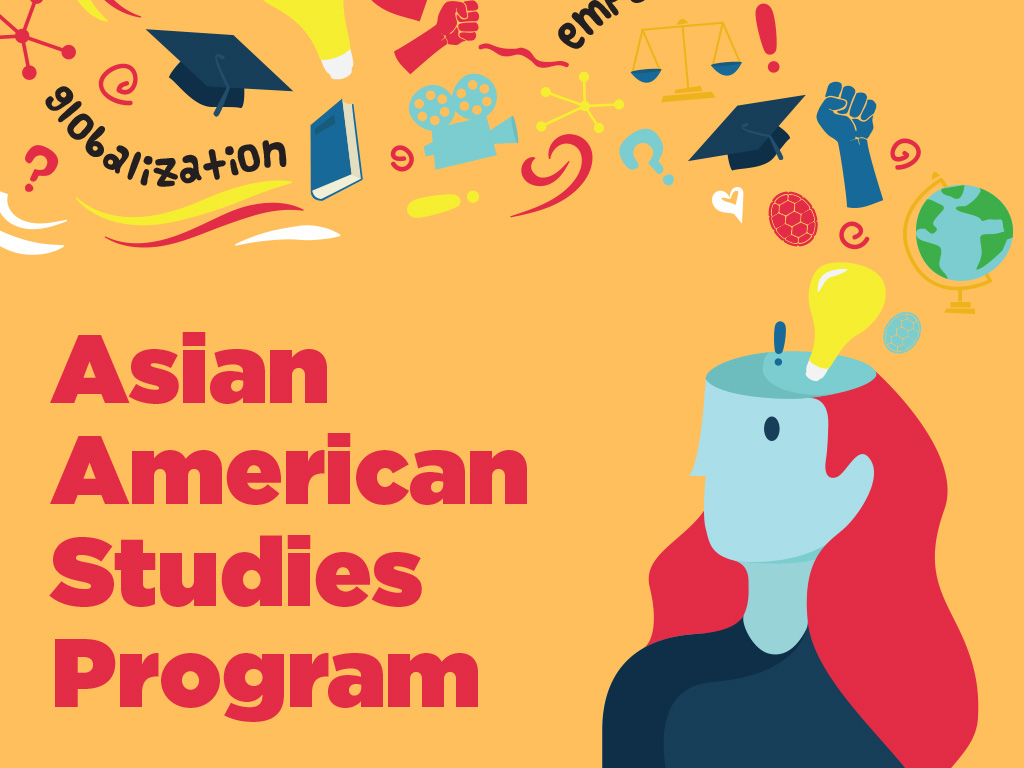 globalization
Asian
American
Studies
Program